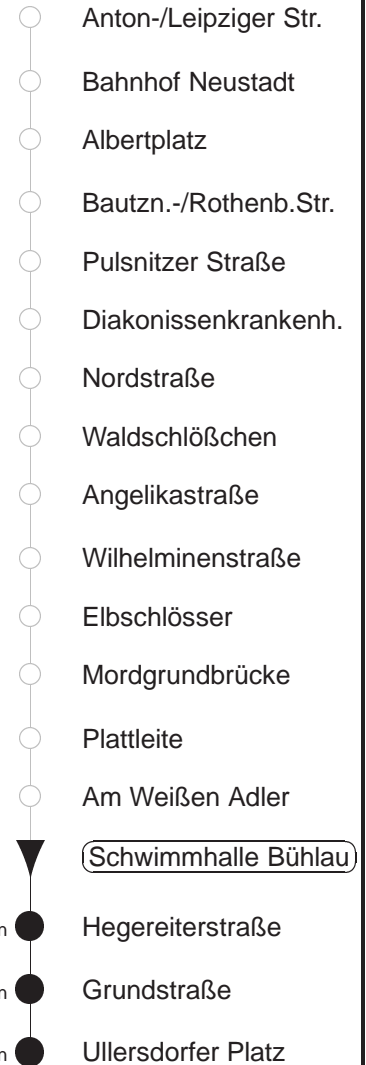 Anton-/Leipziger Str.
Bahnhof Neustadt
Albertplatz
Bautzn.-/Rothenb.Str.
Pulsnitzer Straße
Diakonissenkrankenh.
Nordstraße
Waldschlößchen
Angelikastraße
Wilhelminenstraße
Elbschlösser
Mordgrundbrücke
Plattleite
Am Weißen Adler
Schwimmhalle Bühlau
Hegereiterstraße
Grundstraße
Ullersdorfer Platz